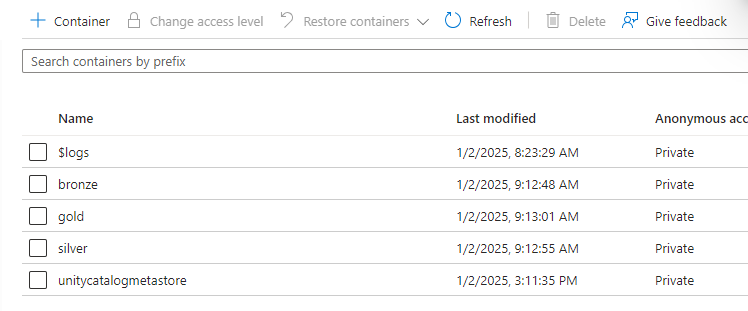 + Container Change access level Restore containers Refresh Delete Give feedback
Search containers by prefix
Name Last modified Anonymous acc
$logs 1/2/2025, 8:23:29 AM Private
bronze 1/2/2025, 9:12:48 AM Private
gold 1/2/2025, 9:13:01 AM Private
silver 1/2/2025, 9:12:55 AM Private
unitycatalogmetastore 1/2/2025, 3:11:35 PM Private